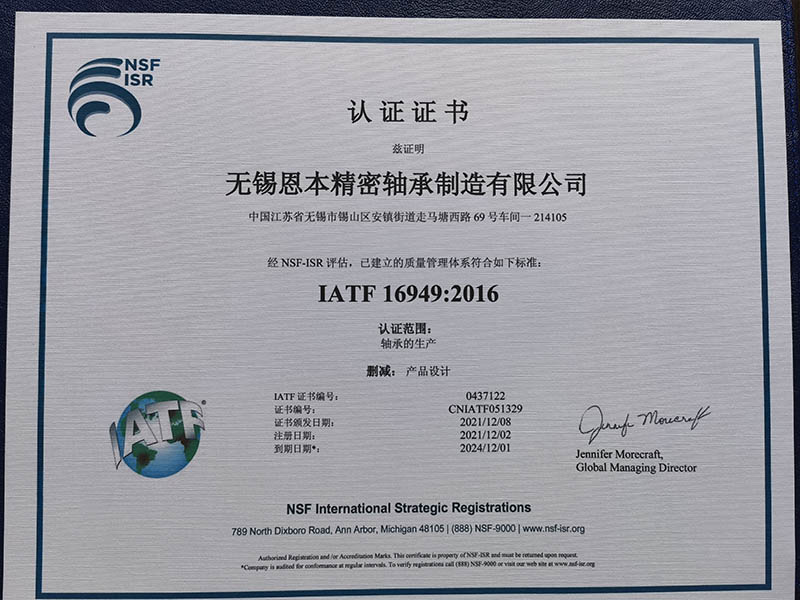 NSF
ISR
认证证书
兹证明
无锡恩本精密轴承制造有限公司
中国江苏省无锡市锡山区安镇街道走马塘西路 69 号车间一 214105
经 NSF-ISR 评估，已建立的质量管理体系符合如下标准:
IATF 16949:2016
认证范围:
轴承的生产
删减: 产品设计
IATF 证书编号: 0437122
证书编号: CNIATF051329
证书颁发日期: 2021/12/08
注册日期: 2021/12/02
到期日期*: 2024/12/01
IATF
Jennifer Morecraft
Jennifer Morecraft,
Global Managing Director
NSF International Strategic Registrations
789 North Dixboro Road, Ann Arbor, Michigan 48105 | (888) NSF-9000 | www.nsf-isr.org
Authorized Registration and /or Accreditation Marks. This certificate is property of NSF-ISR and must be returned upon request.
*Company is audited for conformance at regular intervals. To verify registrations call (888) NSF-9000 or visit our web site at www.nsf-isr.org